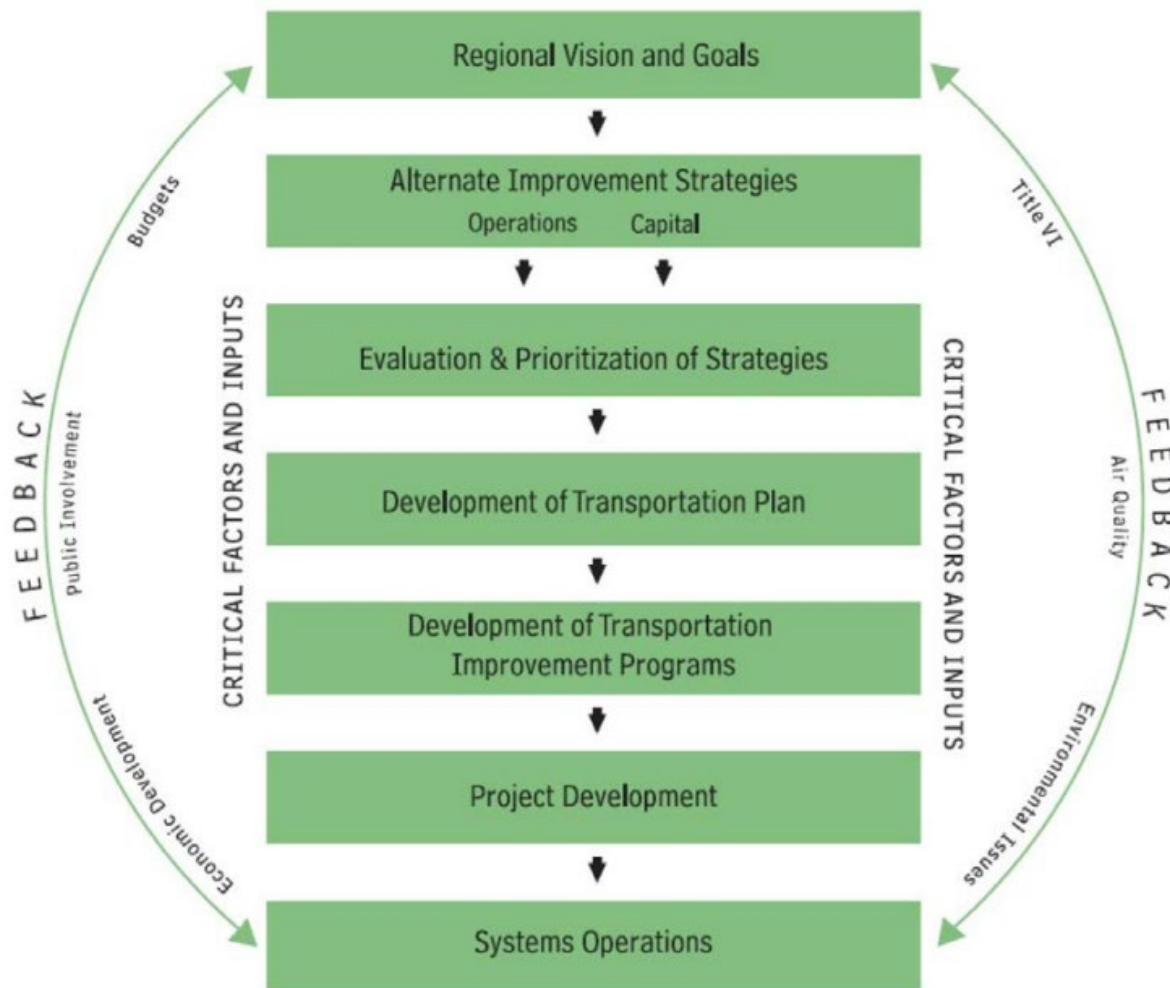 Regional Vision and Goals
Alternate Improvement Strategies
Operations Capital
Evaluation & Prioritization of Strategies
Development of Transportation Plan
Development of Transportation
Improvement Programs
Project Development
Systems Operations
FEEDBACK
Budgets
Public Involvement
Economic Development
CRITICAL FACTORS AND INPUTS
CRITICAL FACTORS AND INPUTS
Title VI
Air Quality
Environmental Issues
FEEDBACK